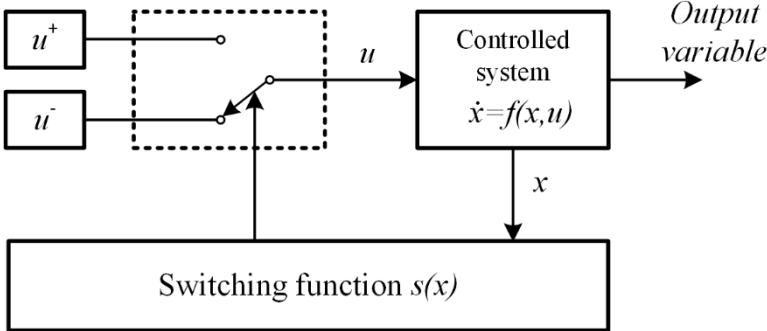 u⁺
u⁻
u
Controlled
system
ẋ=f(x,u)
Output
variable
x
Switching function s(x)